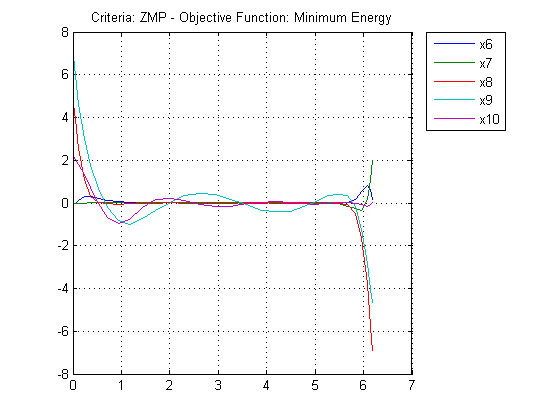 Criteria: ZMP - Objective Function: Minimum Energy
8
6
4
2
0
-2
-4
-6
-8
0 1 2 3 4 5 6 7
x6
x7
x8
x9
x10